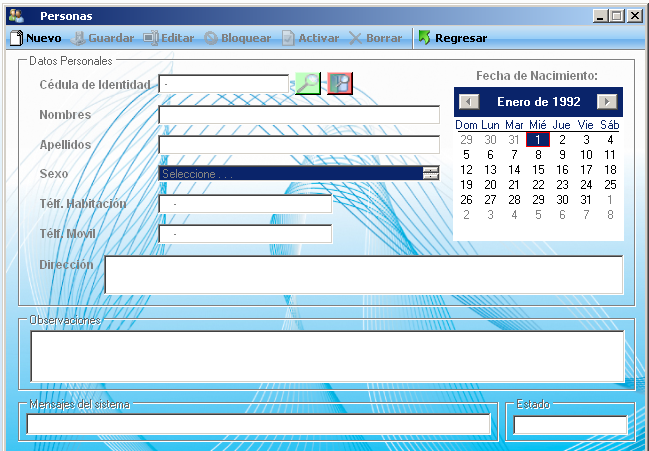 Personas
Nuevo Guardar Editar Bloquear Activar Borrar Regresar
Datos Personales
Cédula de Identidad -
Nombres
Apellidos
Sexo Seleccione . . .
Télf. Habitación -
Télf. Movil -
Dirección
Fecha de Nacimiento:
Enero de 1992
Dom Lun Mar Mié Jue Vie Sáb
29 30 31 1 2 3 4
5 6 7 8 9 10 11
12 13 14 15 16 17 18
19 20 21 22 23 24 25
26 27 28 29 30 31 1
2 3 4 5 6 7 8
Observaciones
Mensajes del sistema
Estado